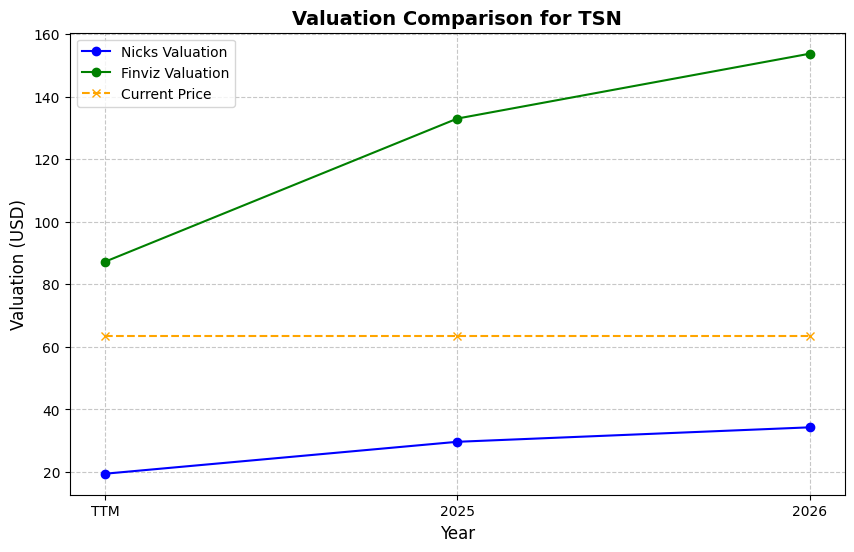 Valuation Comparison for TSN
Nicks Valuation
Finviz Valuation
Current Price
Valuation (USD)
160
140
120
100
80
60
40
20
TTM
2025
2026
Year